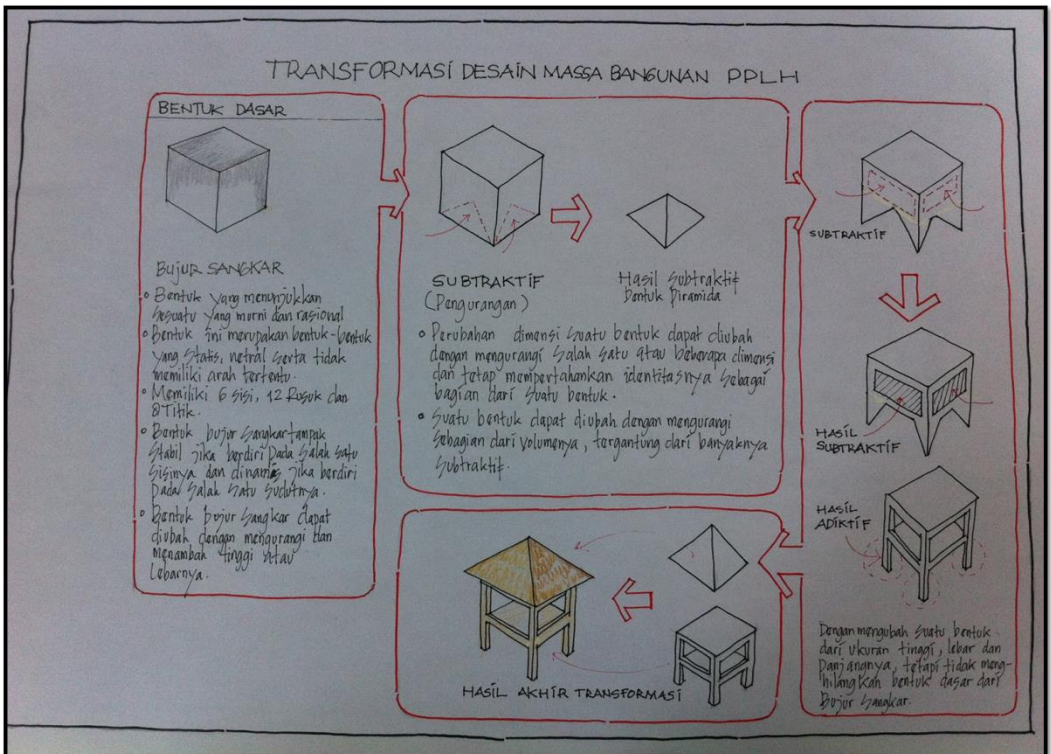 TRANSFORMASI DESAIN MASSA BANGUNAN PPLH
BENTUK DASAR
BUJUR SANGKAR
Bentuk yang menunjukkan
sesuatu yang murni dan rasional
Bentuk ini merupakan bentuk-bentuk
yang statis, netral serta tidak
memiliki arah tertentu.
Memiliki 6 sisi, 12 Rusuk dan
8 Titik.
Bentuk bujur sangkar tampak
stabil jika berdiri pada salah satu
sisinya dan dinamis jika berdiri
pada salah satu sudutnya.
Bentuk bujur sangkar dapat
diubah dengan mengurangi dan
menambah tinggi atau
lebarnya.
SUBTRAKTIF
(Pengurangan)
Hasil Subtraktif
bentuk Piramida
Perubahan dimensi suatu bentuk dapat diubah
dengan mengurangi salah satu atau beberapa dimensi
dan tetap mempertahankan identitasnya sebagai
bagian dari suatu bentuk.
Suatu bentuk dapat diubah dengan mengurangi
sebagian dari volumenya, tergantung dari banyaknya
subtraktif.
SUBTRAKTIF
HASIL
SUBTRAKTIF
HASIL
ADIKTIF
Dengan mengubah suatu bentuk
dari ukuran tinggi, lebar dan
panjangnya, tetapi tidak meng-
hilangkan bentuk dasar dari
Bujur Sangkar.
HASIL AKHIR TRANSFORMASI